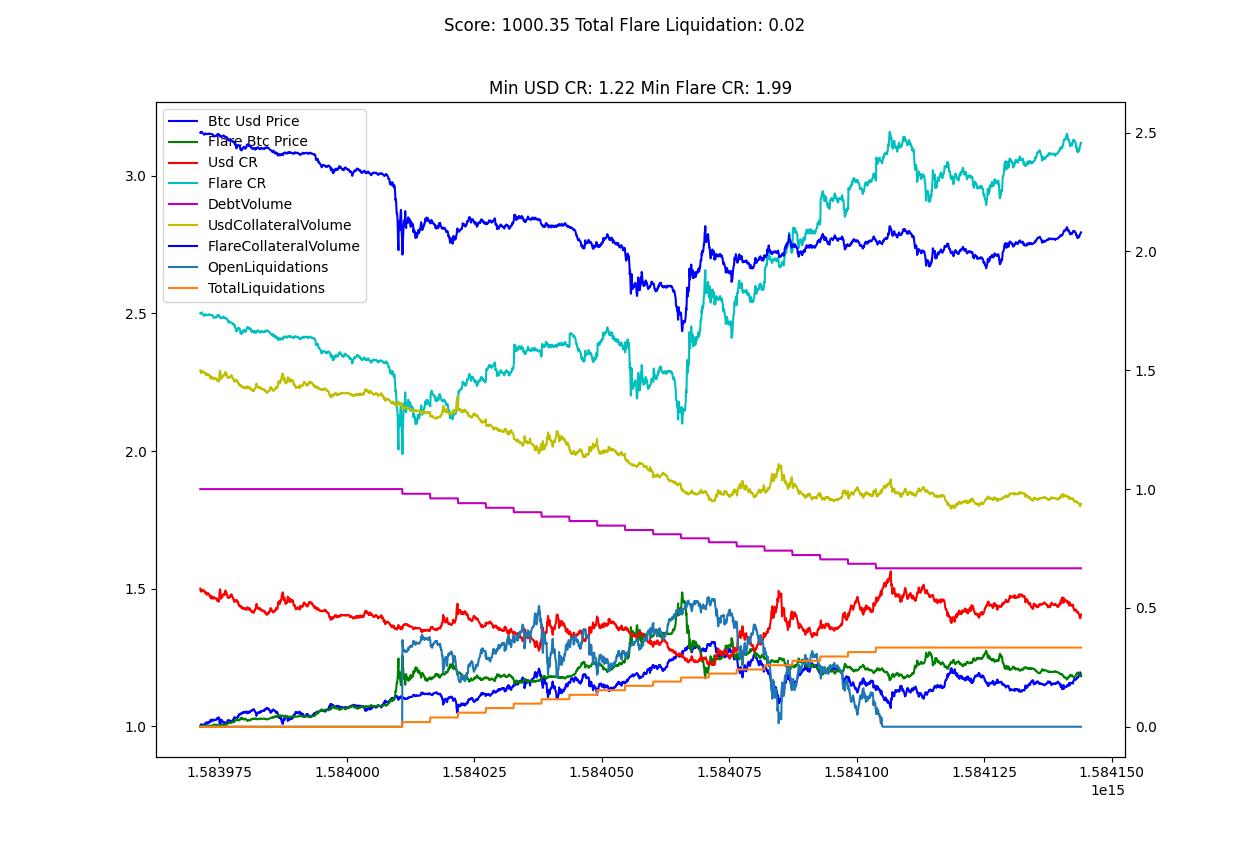 Score: 1000.35 Total Flare Liquidation: 0.02
Min USD CR: 1.22 Min Flare CR: 1.99
Btc Usd Price
Flare Btc Price
Usd CR
Flare CR
DebtVolume
UsdCollateralVolume
FlareCollateralVolume
OpenLiquidations
TotalLiquidations
3.0
2.5
2.0
1.5
1.0
2.5
2.0
1.5
1.0
0.5
0.0
1.583975 1.584000 1.584025 1.584050 1.584075 1.584100 1.584125 1.584150
1e15